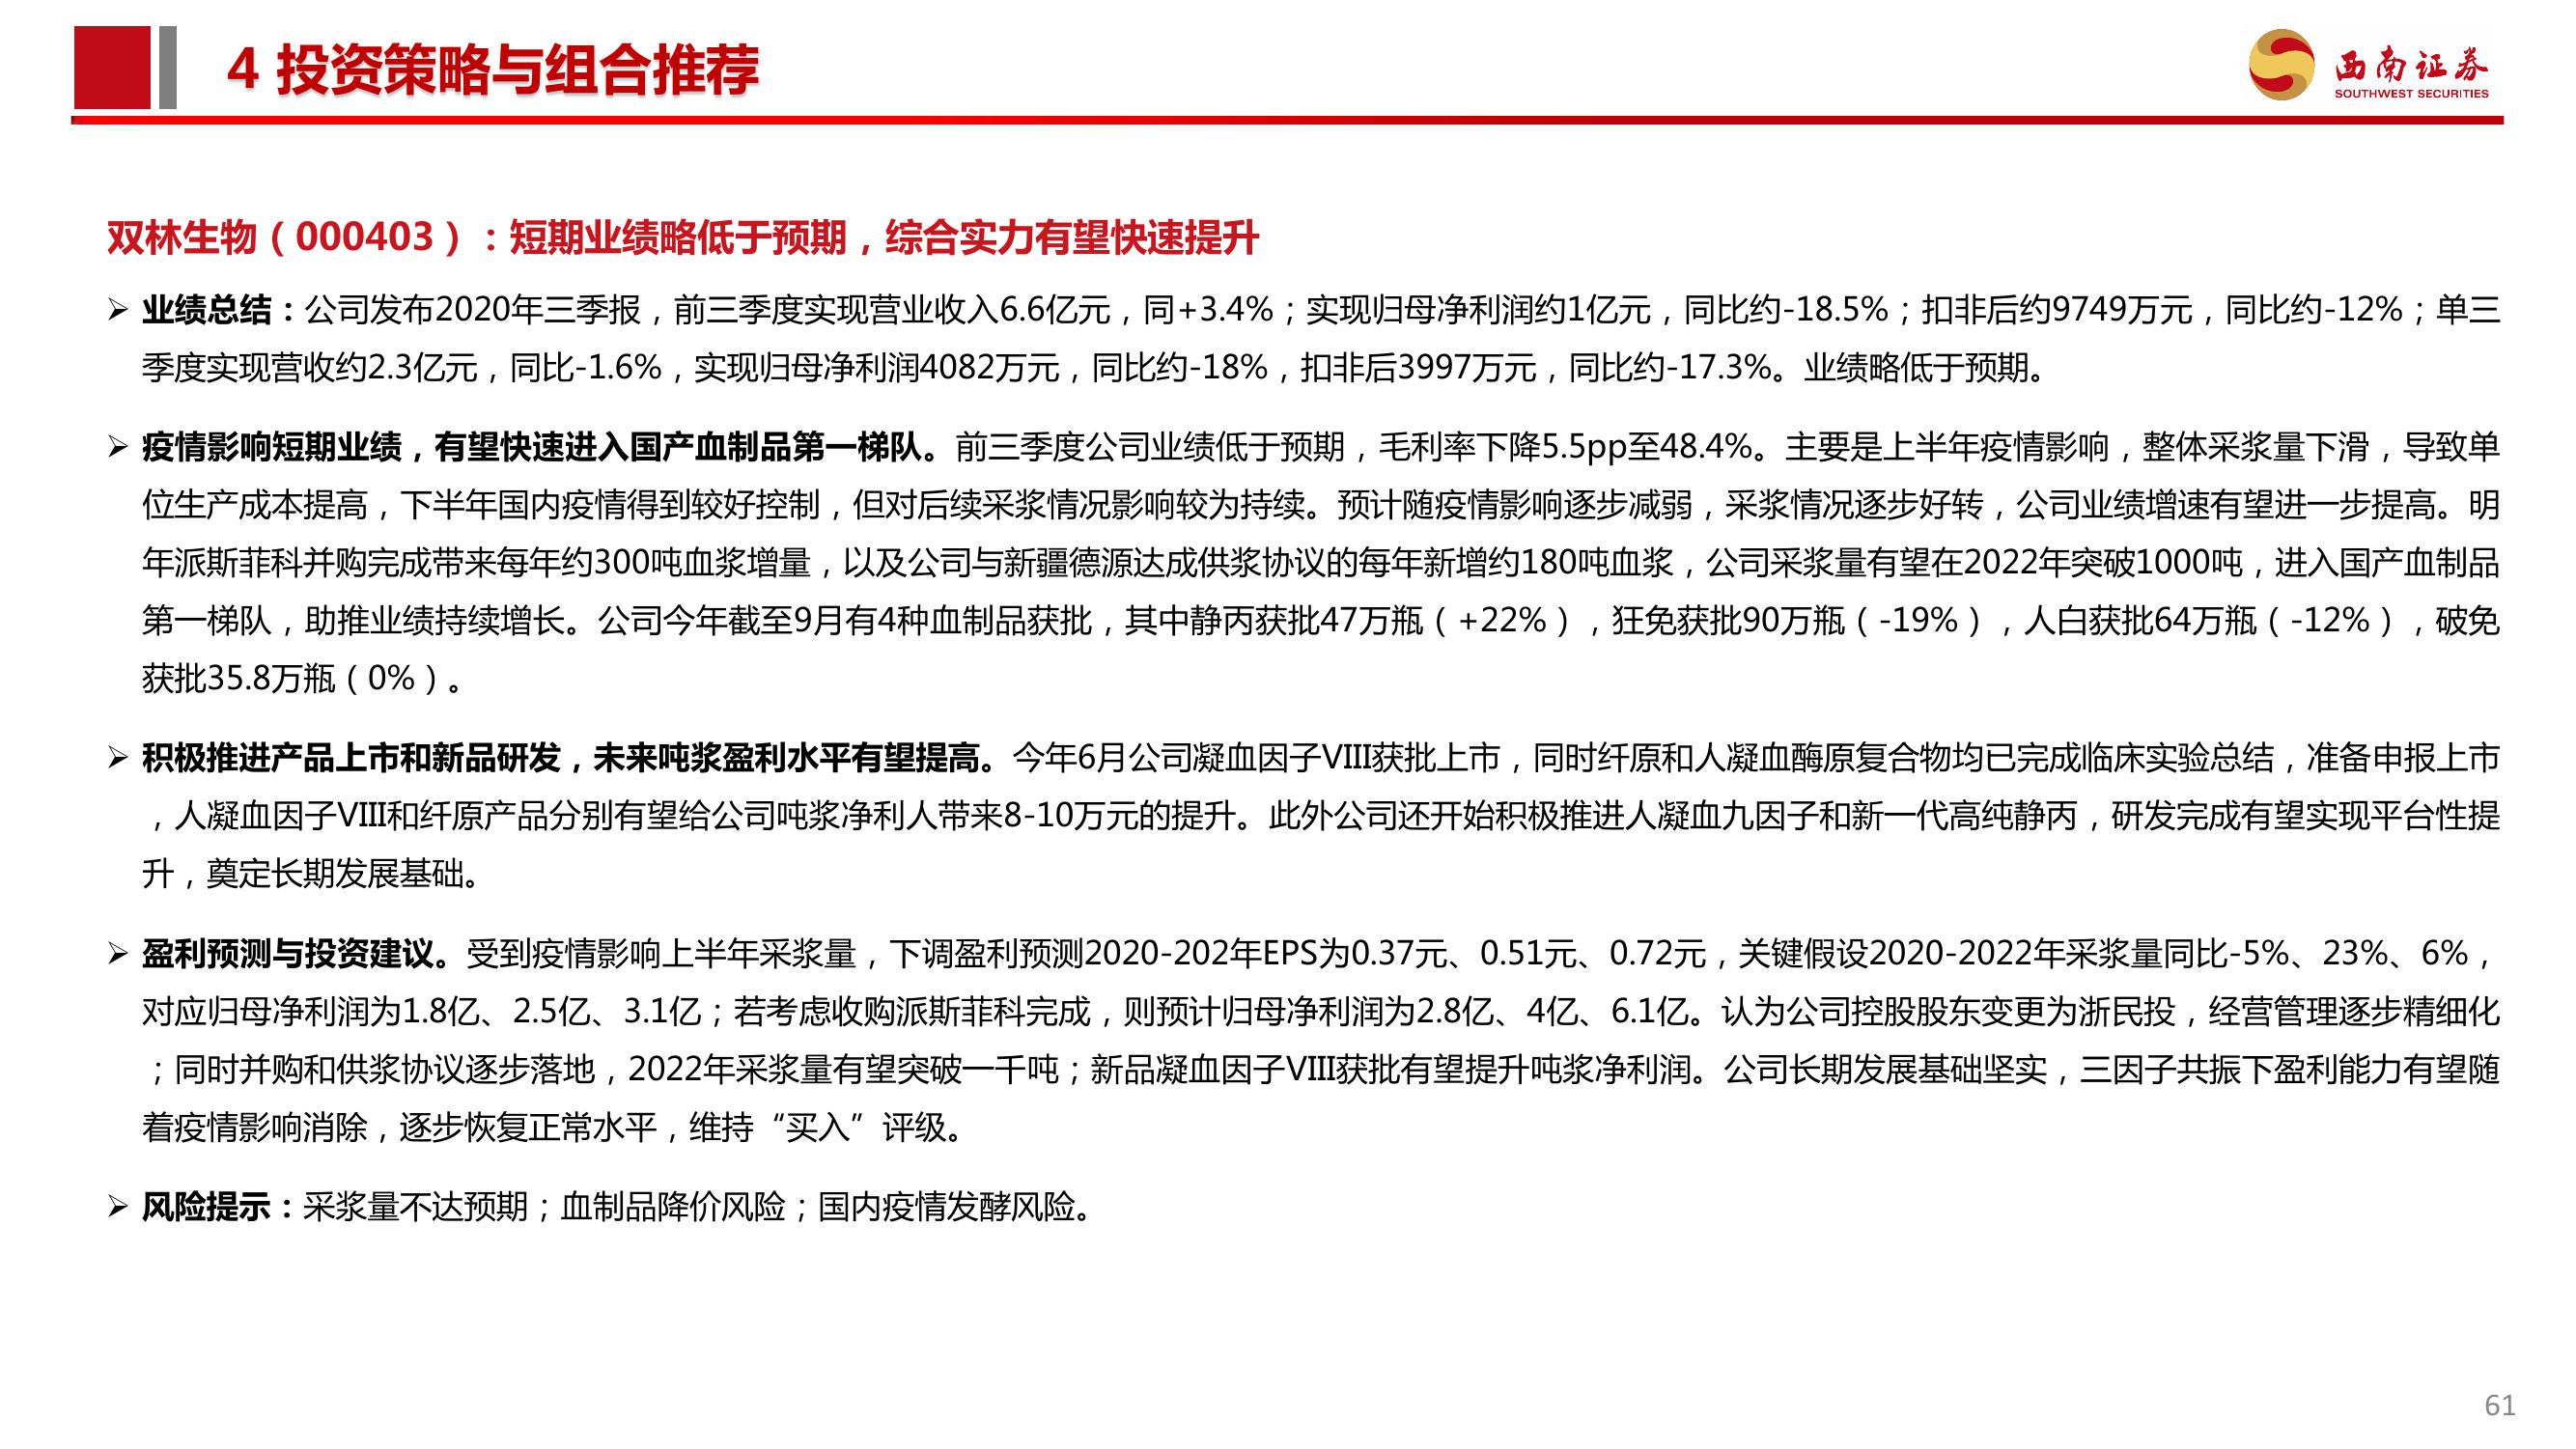 4 投资策略与组合推荐
西南证券
SOUTHWEST SECURITIES
双林生物（000403）：短期业绩略低于预期，综合实力有望快速提升
➢ 业绩总结：公司发布2020年三季报，前三季度实现营业收入6.6亿元，同+3.4%；实现归母净利润约1亿元，同比约-18.5%；扣非后约9749万元，同比约-12%；单三
季度实现营收约2.3亿元，同比-1.6%，实现归母净利润4082万元，同比约-18%，扣非后3997万元，同比约-17.3%。业绩略低于预期。
➢ 疫情影响短期业绩，有望快速进入国产血制品第一梯队。前三季度公司业绩低于预期，毛利率下降5.5pp至48.4%。主要是上半年疫情影响，整体采浆量下滑，导致单
位生产成本提高，下半年国内疫情得到较好控制，但对后续采浆情况影响较为持续。预计随疫情影响逐步减弱，采浆情况逐步好转，公司业绩增速有望进一步提高。明
年派斯菲科并购完成带来每年约300吨血浆增量，以及公司与新疆德源达成供浆协议的每年新增约180吨血浆，公司采浆量有望在2022年突破1000吨，进入国产血制品
第一梯队，助推业绩持续增长。公司今年截至9月有4种血制品获批，其中静丙获批47万瓶（+22%），狂免获批90万瓶（-19%），人白获批64万瓶（-12%），破免
获批35.8万瓶（0%）。
➢ 积极推进产品上市和新品研发，未来吨浆盈利水平有望提高。今年6月公司凝血因子VIII获批上市，同时纤原和人凝血酶原复合物均已完成临床实验总结，准备申报上市
，人凝血因子VIII和纤原产品分别有望给公司吨浆净利人带来8-10万元的提升。此外公司还开始积极推进人凝血九因子和新一代高纯静丙，研发完成有望实现平台性提
升，奠定长期发展基础。
➢ 盈利预测与投资建议。受到疫情影响上半年采浆量，下调盈利预测2020-202年EPS为0.37元、0.51元、0.72元，关键假设2020-2022年采浆量同比-5%、23%、6%，
对应归母净利润为1.8亿、2.5亿、3.1亿；若考虑收购派斯菲科完成，则预计归母净利润为2.8亿、4亿、6.1亿。认为公司控股股东变更为浙民投，经营管理逐步精细化
；同时并购和供浆协议逐步落地，2022年采浆量有望突破一千吨；新品凝血因子VIII获批有望提升吨浆净利润。公司长期发展基础坚实，三因子共振下盈利能力有望随
着疫情影响消除，逐步恢复正常水平，维持“买入”评级。
➢ 风险提示：采浆量不达预期；血制品降价风险；国内疫情发酵风险。
61